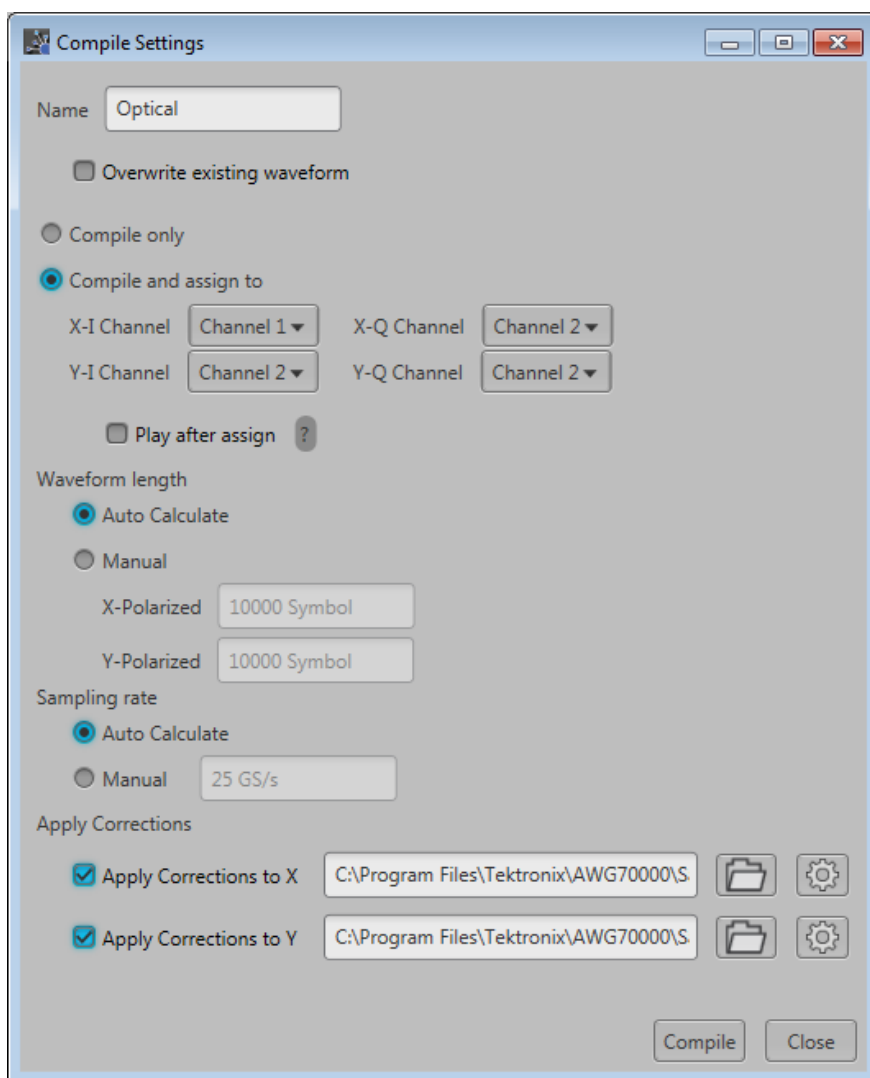 Compile Settings
Name Optical
Overwrite existing waveform
Compile only
Compile and assign to
X-I Channel Channel 1 X-Q Channel Channel 2
Y-I Channel Channel 2 Y-Q Channel Channel 2
Play after assign ?
Waveform length
Auto Calculate
Manual
X-Polarized 10000 Symbol
Y-Polarized 10000 Symbol
Sampling rate
Auto Calculate
Manual 25 GS/s
Apply Corrections
Apply Corrections to X C:\Program Files\Tektronix\AWG70000\S
Apply Corrections to Y C:\Program Files\Tektronix\AWG70000\S
Compile Close